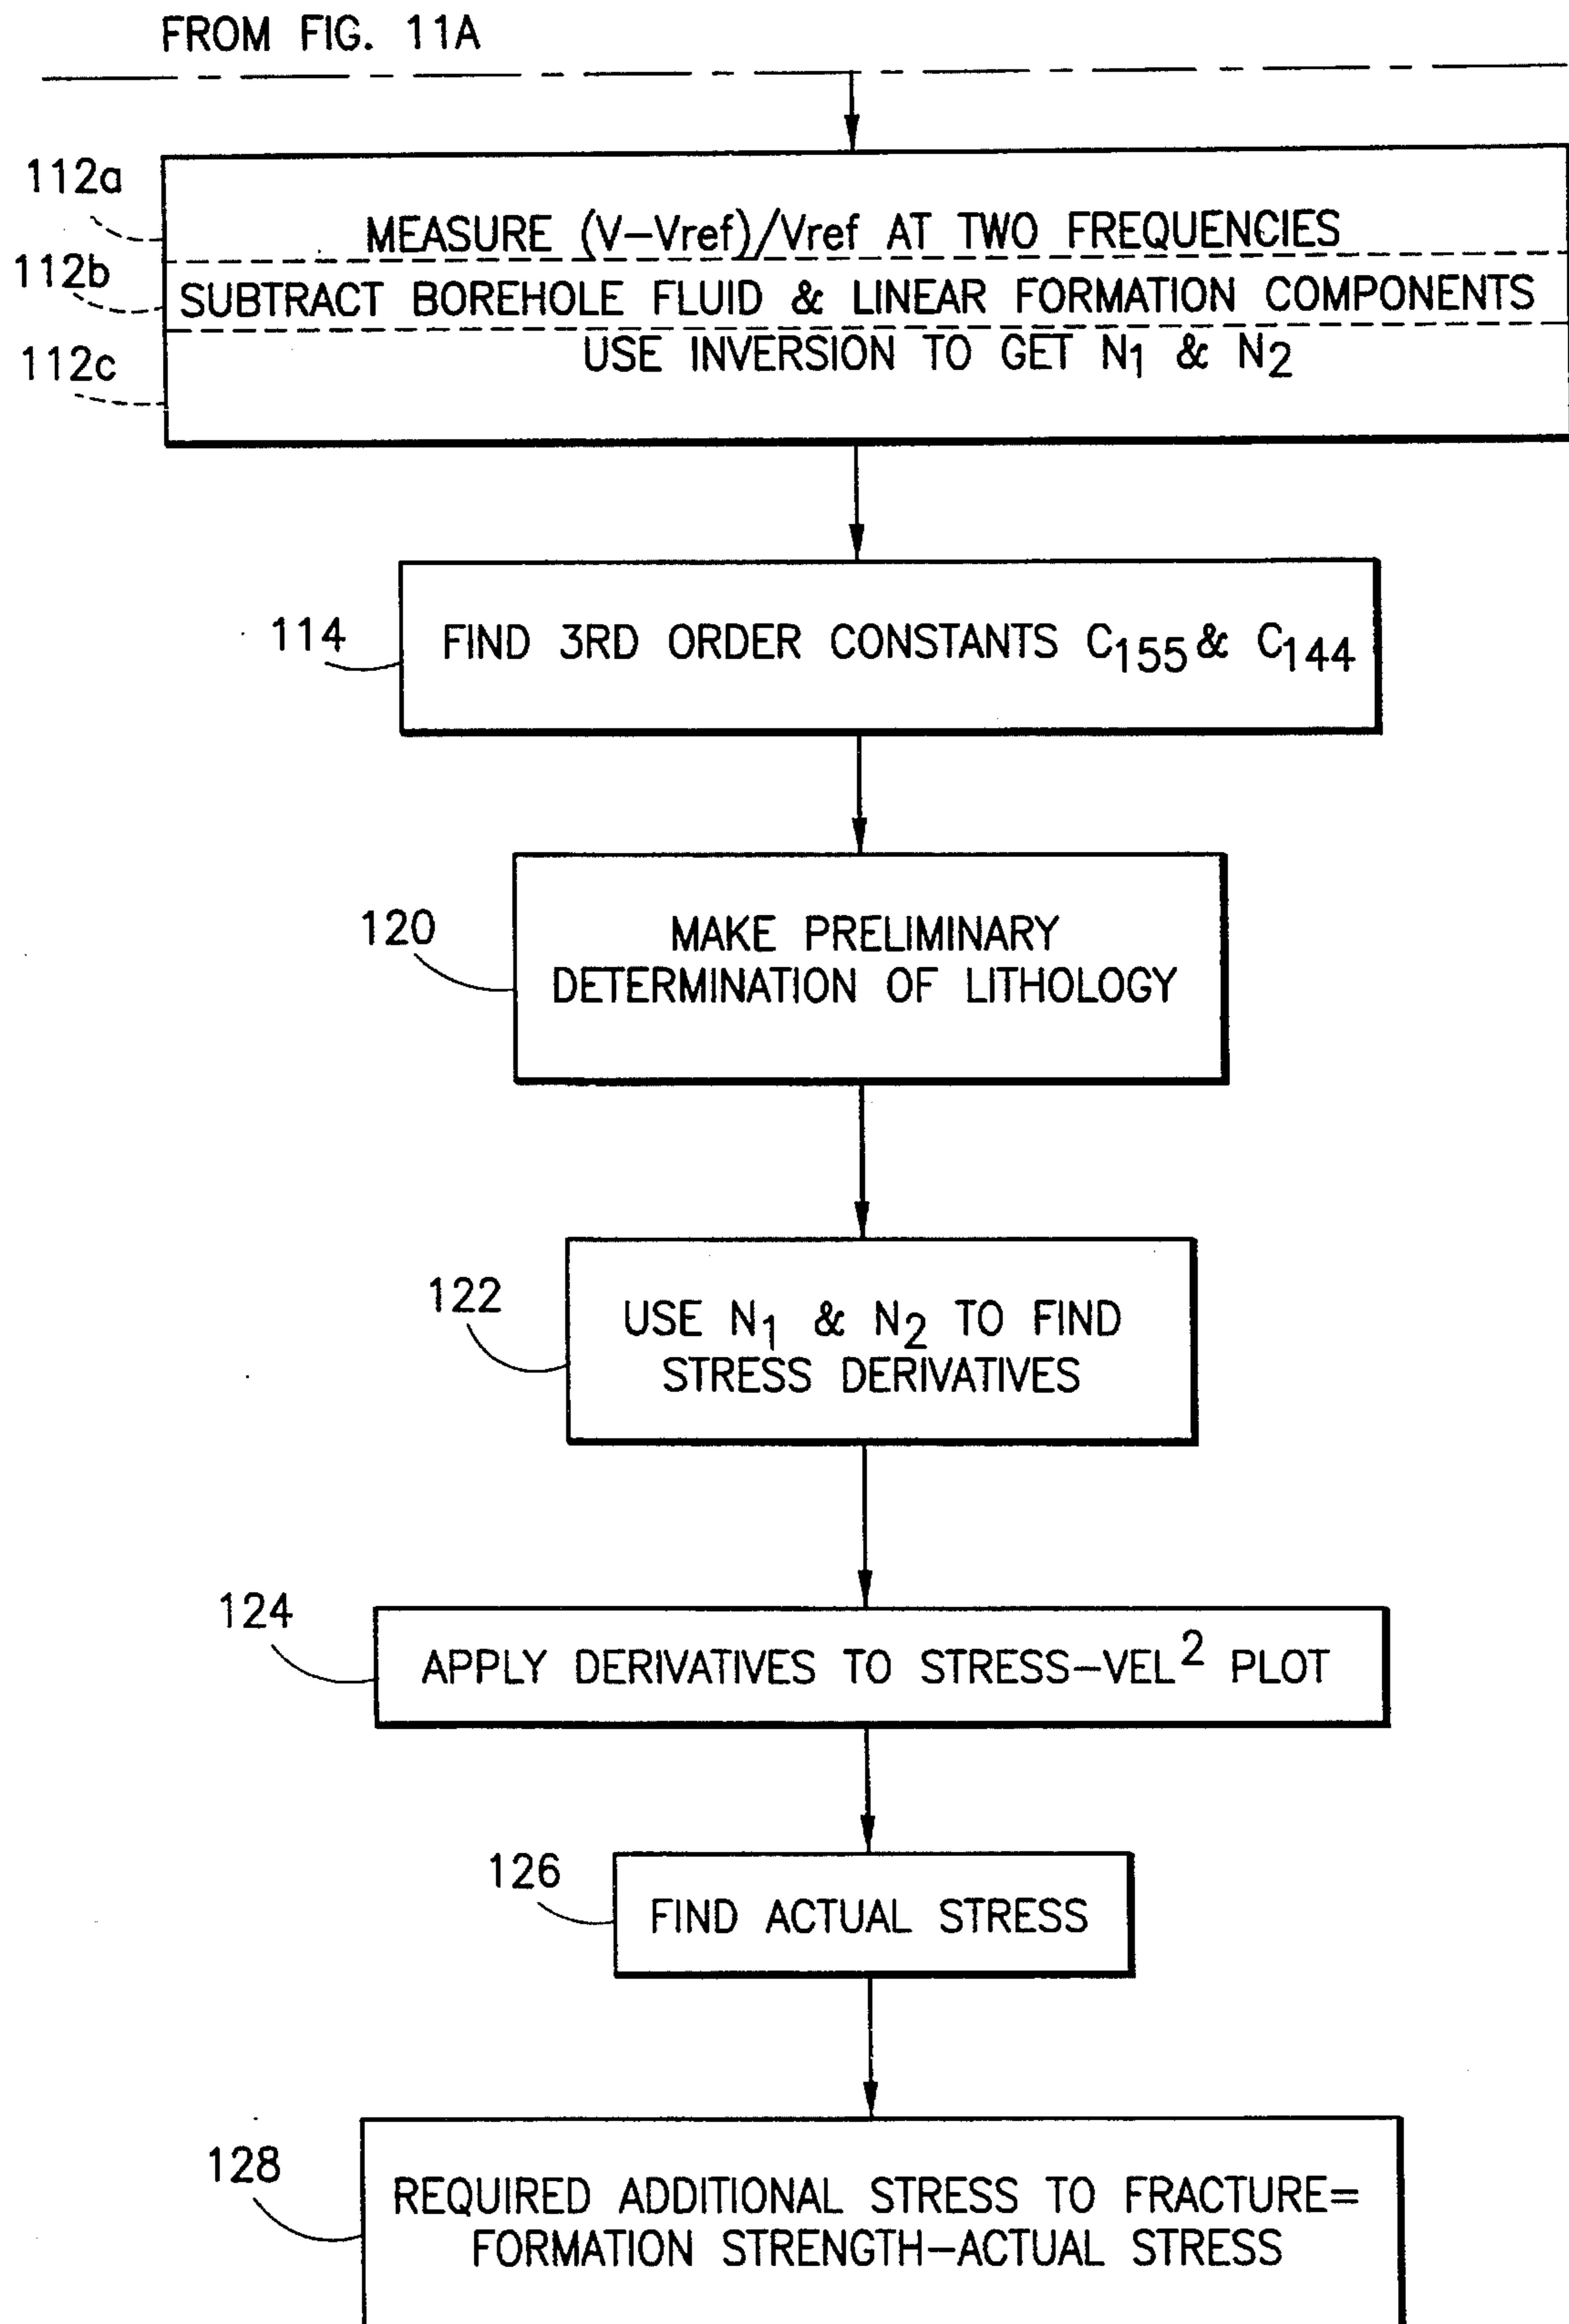 FROM FIG. 11A
112a
MEASURE (V–Vref)/Vref AT TWO FREQUENCIES
112b
SUBTRACT BOREHOLE FLUID & LINEAR FORMATION COMPONENTS
112c
USE INVERSION TO GET N₁ & N₂
114
FIND 3RD ORDER CONSTANTS C₁₅₅ & C₁₄₄
120
MAKE PRELIMINARY
DETERMINATION OF LITHOLOGY
122
USE N₁ & N₂ TO FIND
STRESS DERIVATIVES
124
APPLY DERIVATIVES TO STRESS–VEL² PLOT
126
FIND ACTUAL STRESS
128
REQUIRED ADDITIONAL STRESS TO FRACTURE=
FORMATION STRENGTH–ACTUAL STRESS